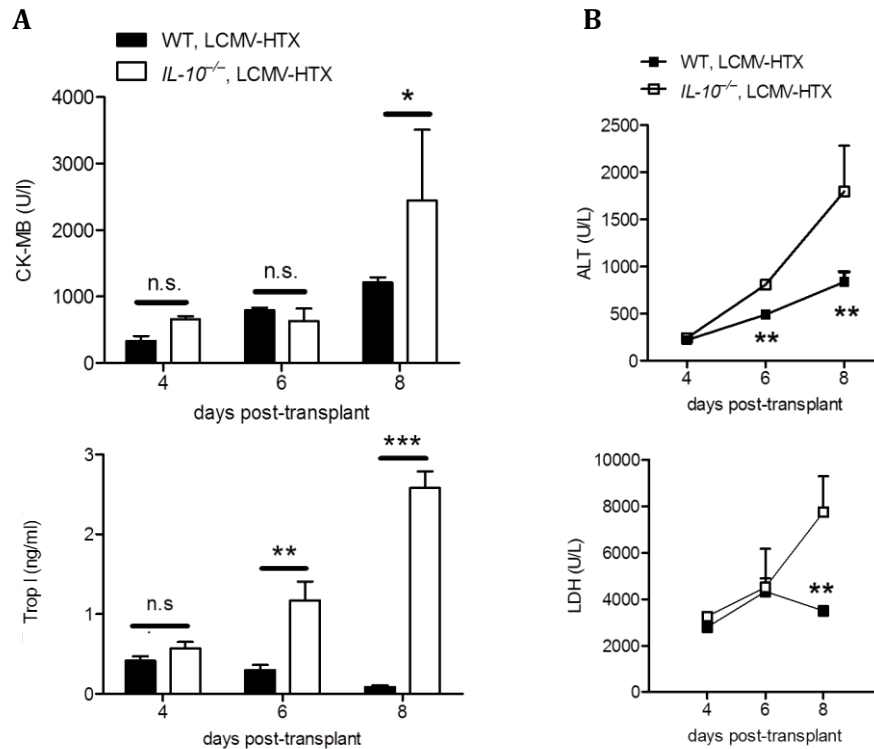 A
WT, LCMV-HTX
IL-10–/–, LCMV-HTX
4000
3000
2000
1000
0
CK-MB (U/l)
n.s.
n.s.
*
4 6 8
days post-transplant
3
2
1
0
Trop I (ng/ml)
n.s
**
***
4 6 8
days post-transplant
B
WT, LCMV-HTX
IL-10–/–, LCMV-HTX
2500
2000
1500
1000
500
0
ALT (U/L)
**
**
4 6 8
days post-transplant
10000
8000
6000
4000
2000
0
LDH (U/L)
**
4 6 8
days post-transplant